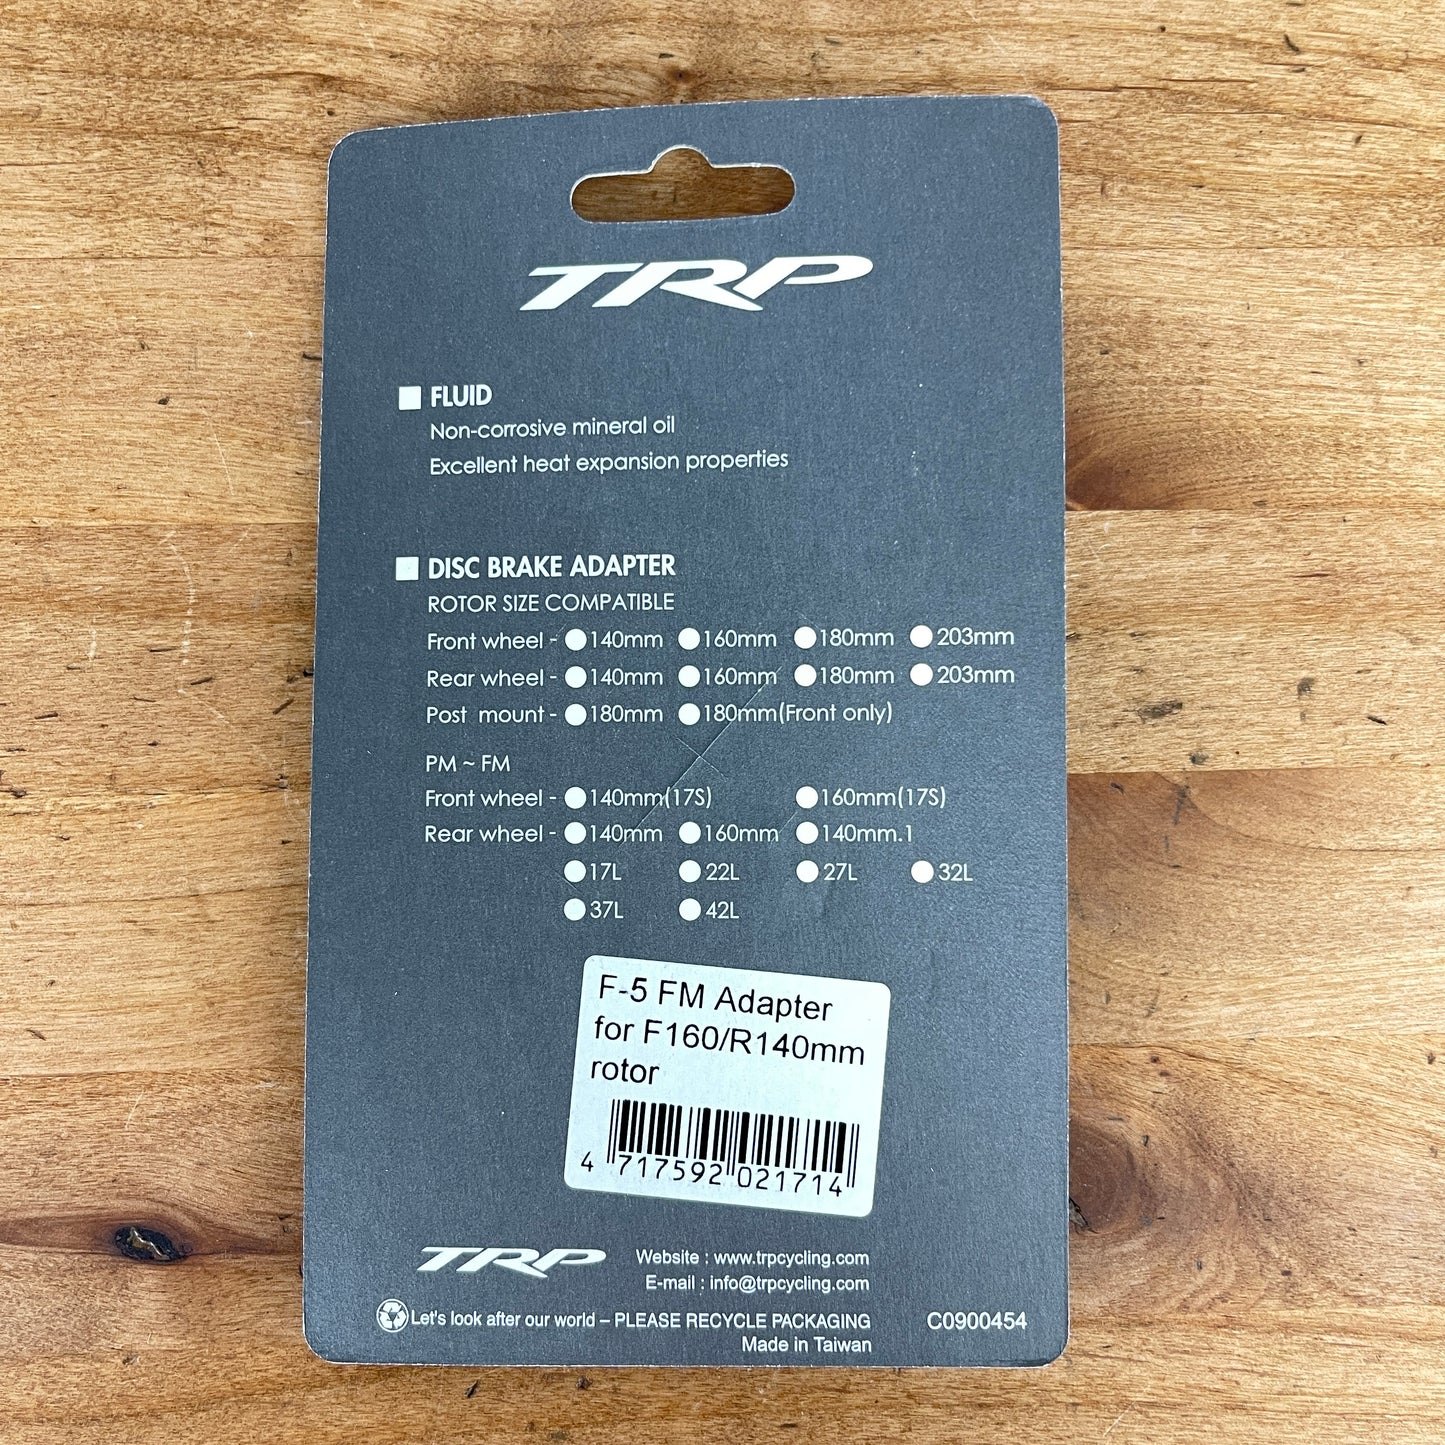 TRP
FLUID
Non-corrosive mineral oil
Excellent heat expansion properties
DISC BRAKE ADAPTER
ROTOR SIZE COMPATIBLE
Front wheel - 140mm 160mm 180mm 203mm
Rear wheel - 140mm 160mm 180mm 203mm
Post mount - 180mm 180mm(Front only)
PM ~ FM
Front wheel - 140mm(17S) 160mm(17S)
Rear wheel - 140mm 160mm 140mm.1
17L 22L 27L 32L
37L 42L
F-5 FM Adapter
for F160/R140mm
rotor
4 717592 021714
TRP
Website : www.trpcycling.com
E-mail : info@trpcycling.com
Let's look after our world – PLEASE RECYCLE PACKAGING C0900454
Made in Taiwan